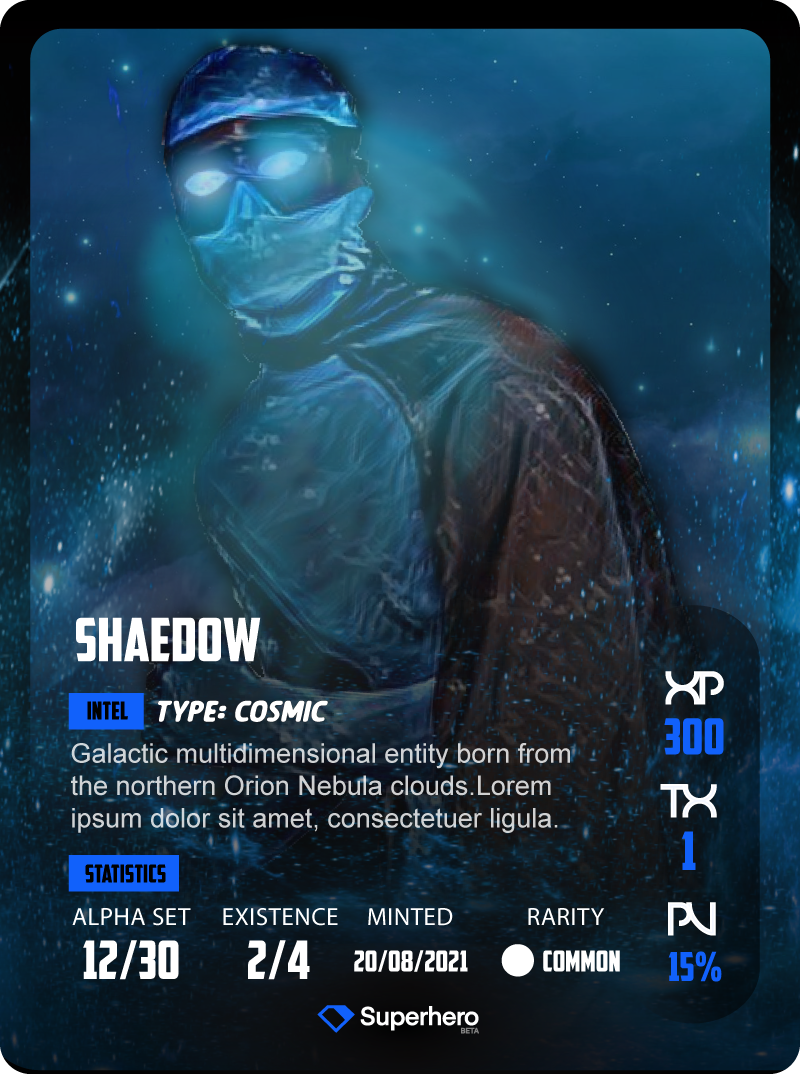 SHAEDOW
INTEL TYPE: COSMIC
Galactic multidimensional entity born from
the northern Orion Nebula clouds.Lorem
ipsum dolor sit amet, consectetuer ligula.
STATISTICS
ALPHA SET EXISTENCE MINTED RARITY
12/30 2/4 20/08/2021 COMMON
XP
300
TX
1
PV
15%
Superhero
BETA